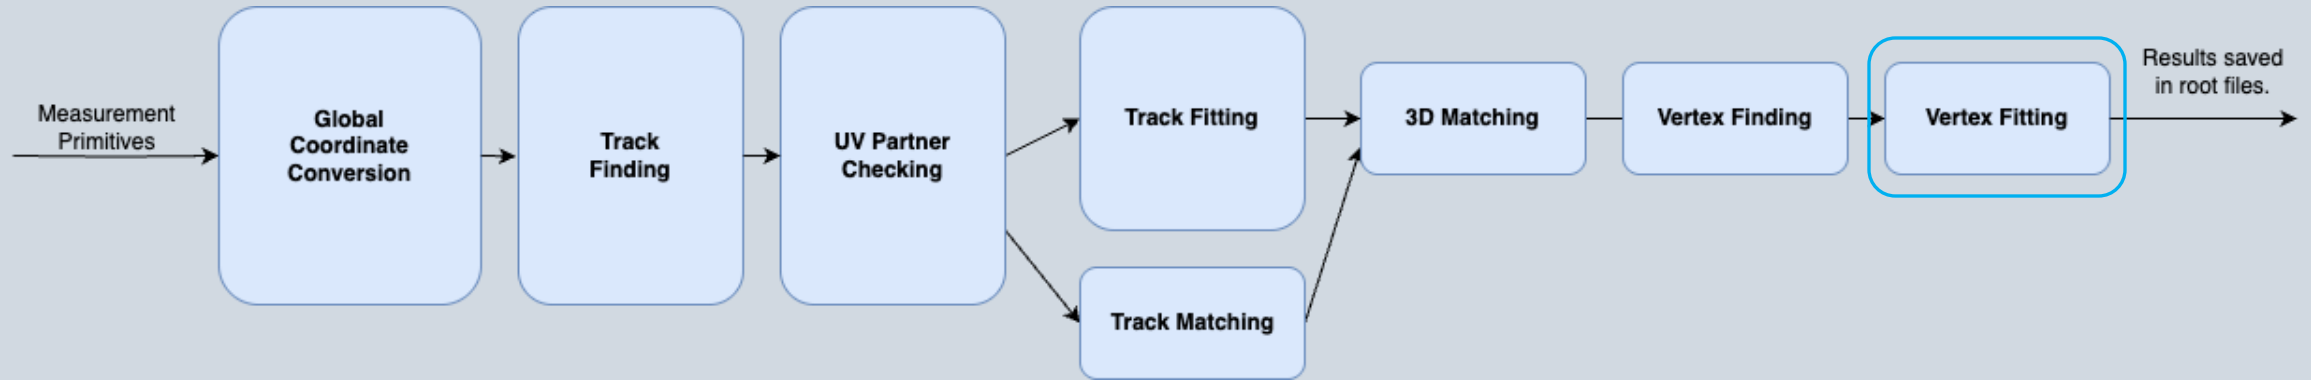 Measurement
Primitives
Global
Coordinate
Conversion
Track
Finding
UV Partner
Checking
Track Fitting
Track Matching
3D Matching
Vertex Finding
Vertex Fitting
Results saved
in root files.